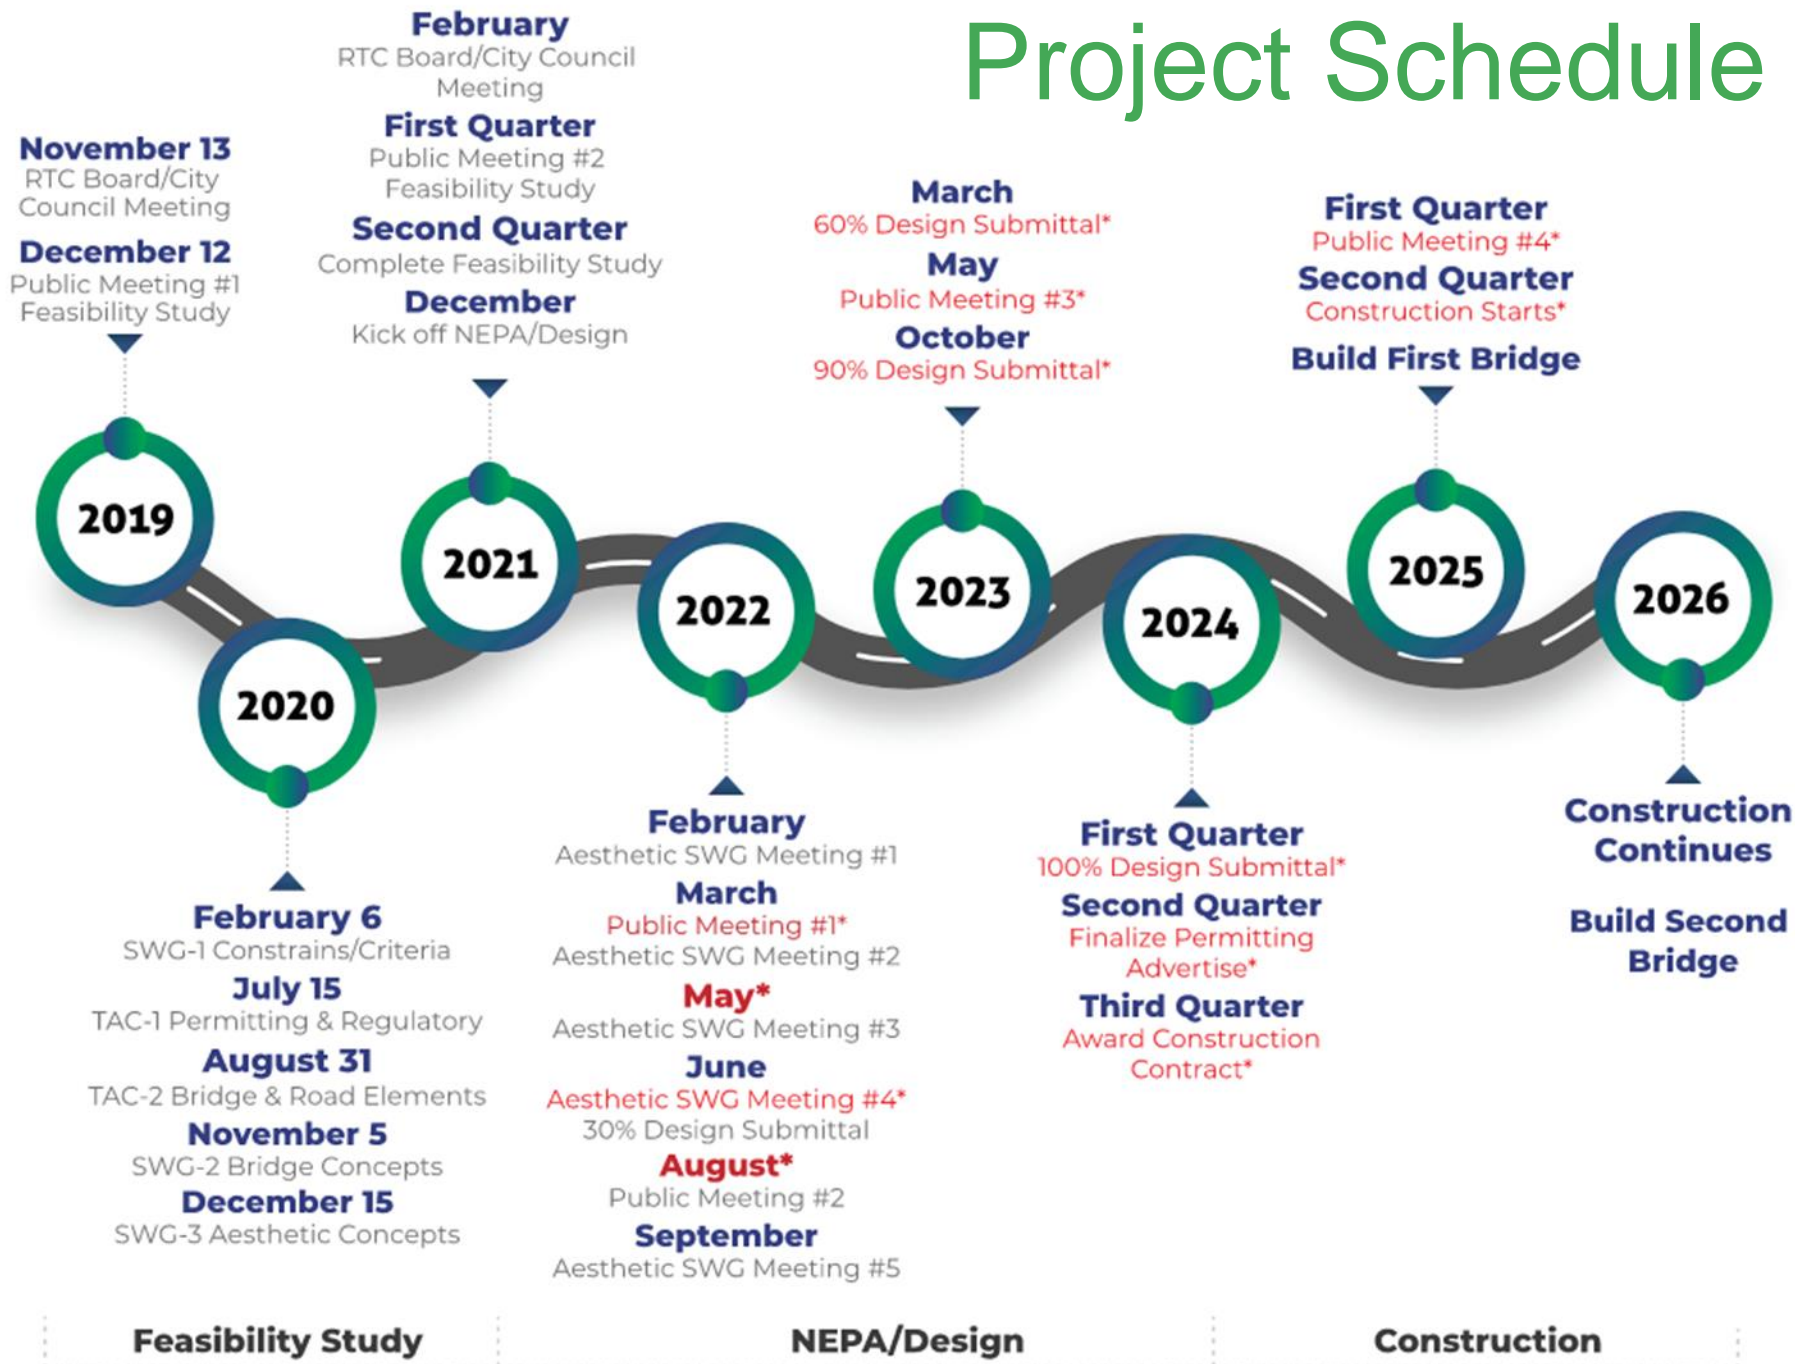 Project Schedule
November 13
RTC Board/City
Council Meeting
December 12
Public Meeting #1
Feasibility Study
2019
2020
February 6
SWG-1 Constrains/Criteria
July 15
TAC-1 Permitting & Regulatory
August 31
TAC-2 Bridge & Road Elements
November 5
SWG-2 Bridge Concepts
December 15
SWG-3 Aesthetic Concepts
February
RTC Board/City Council
Meeting
First Quarter
Public Meeting #2
Feasibility Study
Second Quarter
Complete Feasibility Study
December
Kick off NEPA/Design
2021
2022
February
Aesthetic SWG Meeting #1
March
Public Meeting #1*
Aesthetic SWG Meeting #2
May*
Aesthetic SWG Meeting #3
June
Aesthetic SWG Meeting #4*
30% Design Submittal
August*
Public Meeting #2
September
Aesthetic SWG Meeting #5
March
60% Design Submittal*
May
Public Meeting #3*
October
90% Design Submittal*
2023
2024
First Quarter
100% Design Submittal*
Second Quarter
Finalize Permitting
Advertise*
Third Quarter
Award Construction
Contract*
First Quarter
Public Meeting #4*
Second Quarter
Construction Starts*
Build First Bridge
2025
2026
Construction
Continues
Build Second
Bridge
Feasibility Study
NEPA/Design
Construction